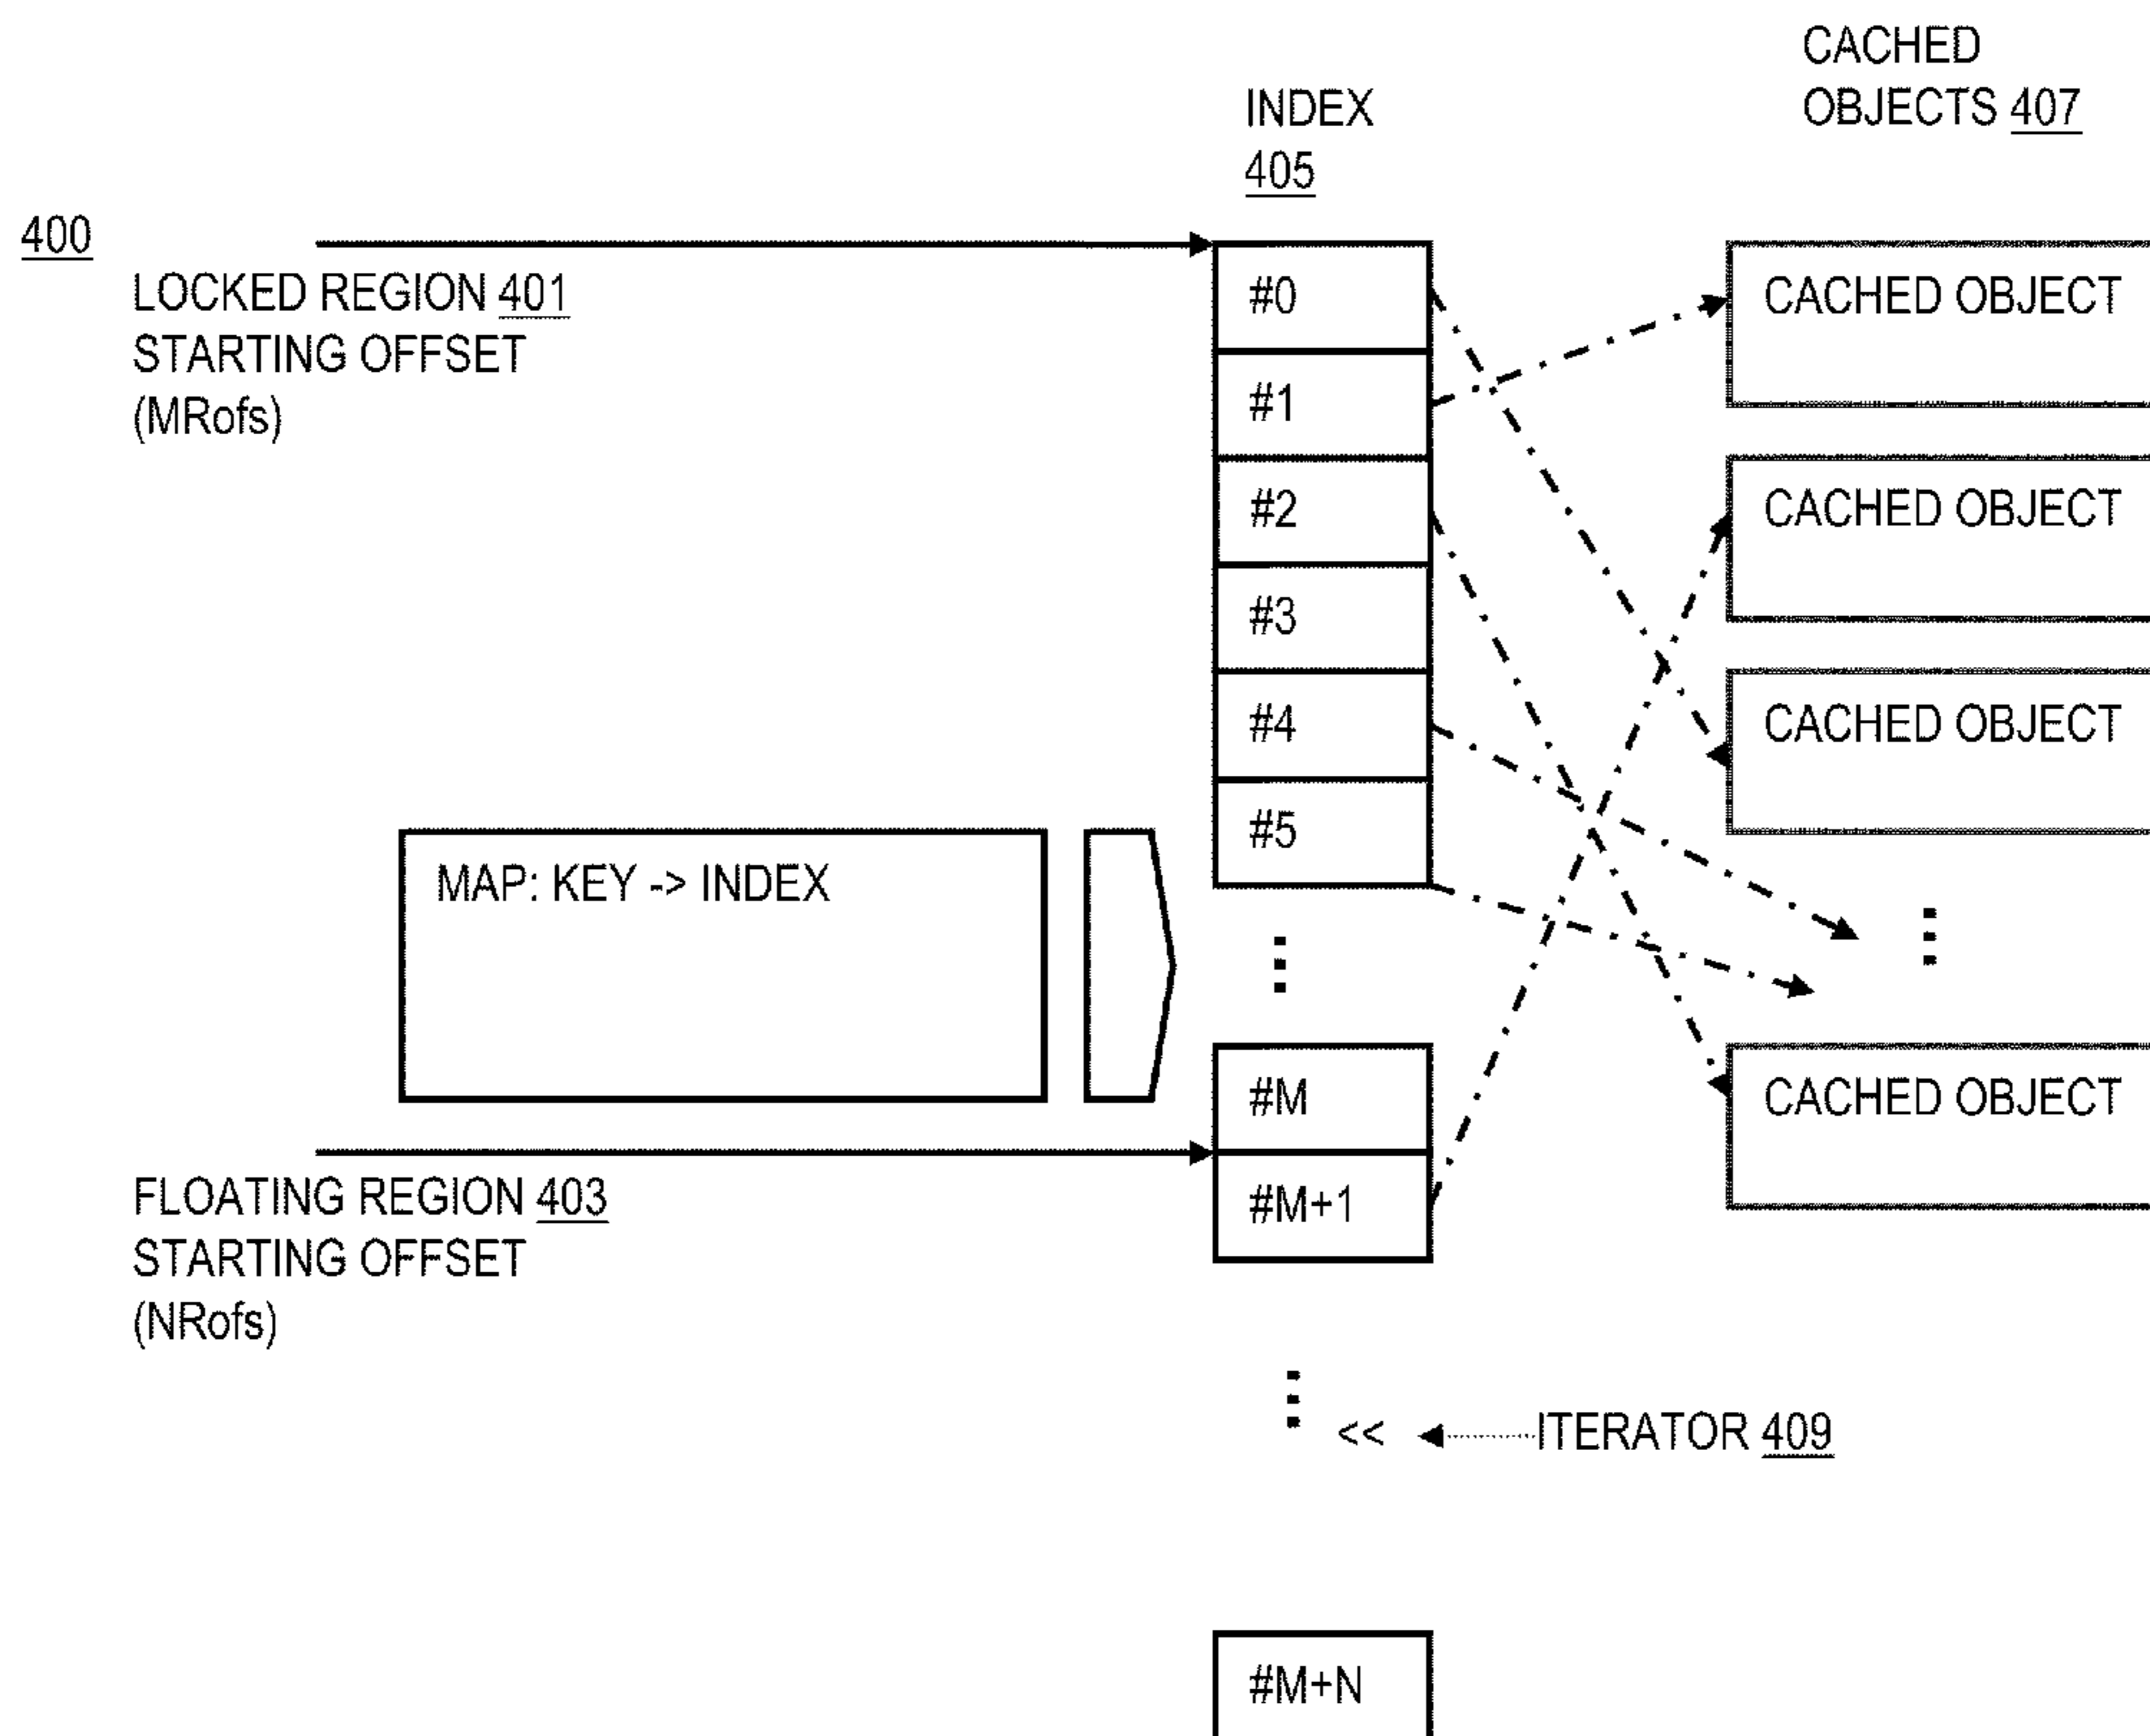 CACHED
OBJECTS 407
INDEX
405
400
LOCKED REGION 401
STARTING OFFSET
(MRofs)
#0
#1
#2
#3
#4
#5
CACHED OBJECT
CACHED OBJECT
CACHED OBJECT
MAP: KEY -> INDEX
#M
#M+1
CACHED OBJECT
FLOATING REGION 403
STARTING OFFSET
(NRofs)
<< ITERATOR 409
#M+N